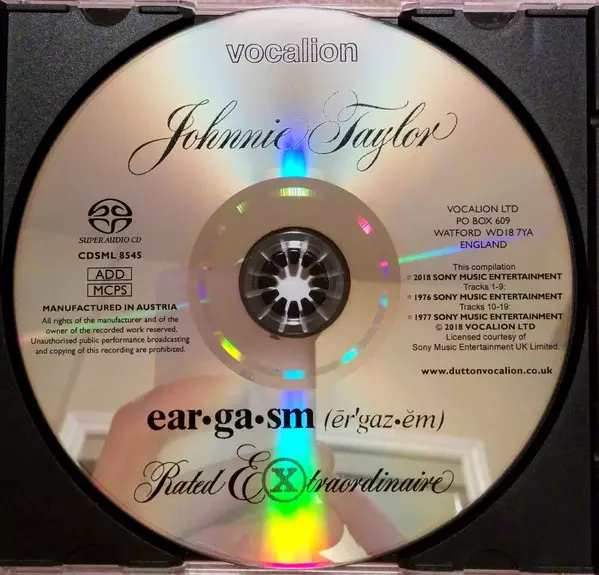 vocalion
Johnnie Taylor
SUPER AUDIO CD
CDSML 8545
ADD
MCPS
MANUFACTURED IN AUSTRIA
All rights of the manufacturer and of the
owner of the recorded work reserved.
Unauthorised public performance broadcasting
and copying of this recording are prohibited.
VOCALION LTD
PO BOX 609
WATFORD WD18 7YA
ENGLAND
This compilation
℗ 2018 SONY MUSIC ENTERTAINMENT
Tracks 1-9:
℗ 1976 SONY MUSIC ENTERTAINMENT
Tracks 10-19:
℗ 1977 SONY MUSIC ENTERTAINMENT
© 2018 VOCALION LTD
Licensed courtesy of
Sony Music Entertainment UK Limited.
www.duttonvocalion.co.uk
ear•ga•sm (ēr'gaz•ĕm)
Rated EXtraordinaire